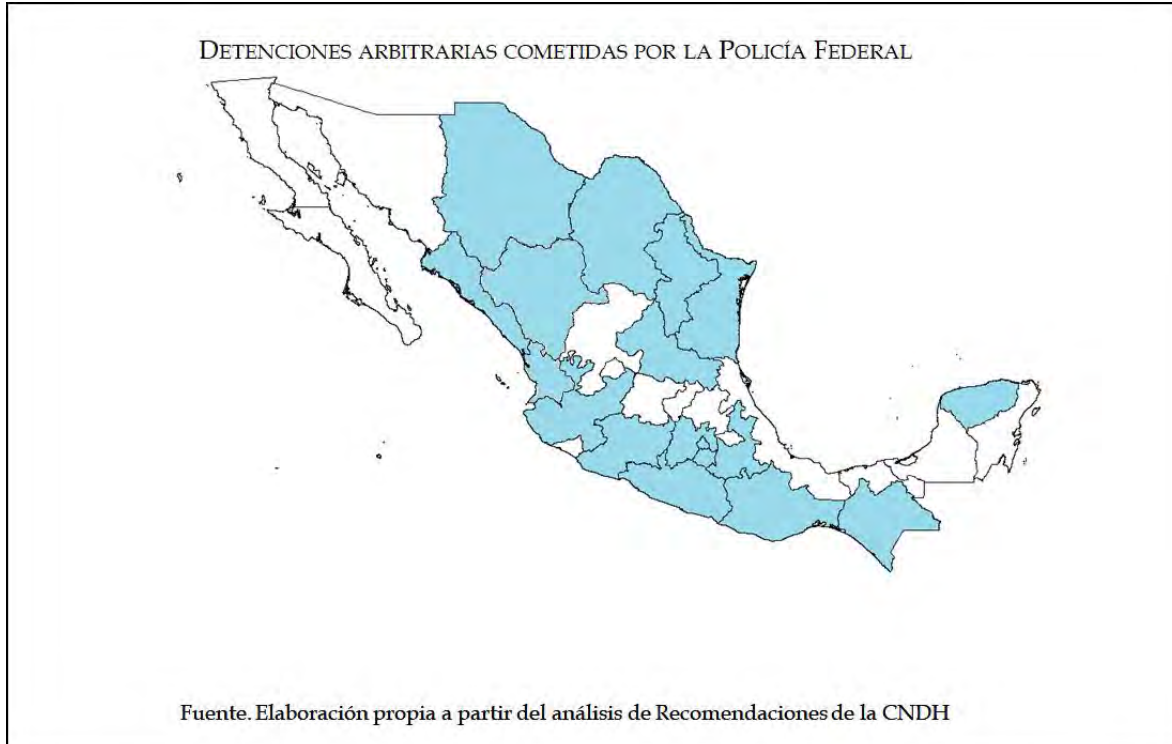 DETENCIONES ARBITRARIAS COMETIDAS POR LA POLICÍA FEDERAL
Fuente. Elaboración propia a partir del análisis de Recomendaciones de la CNDH